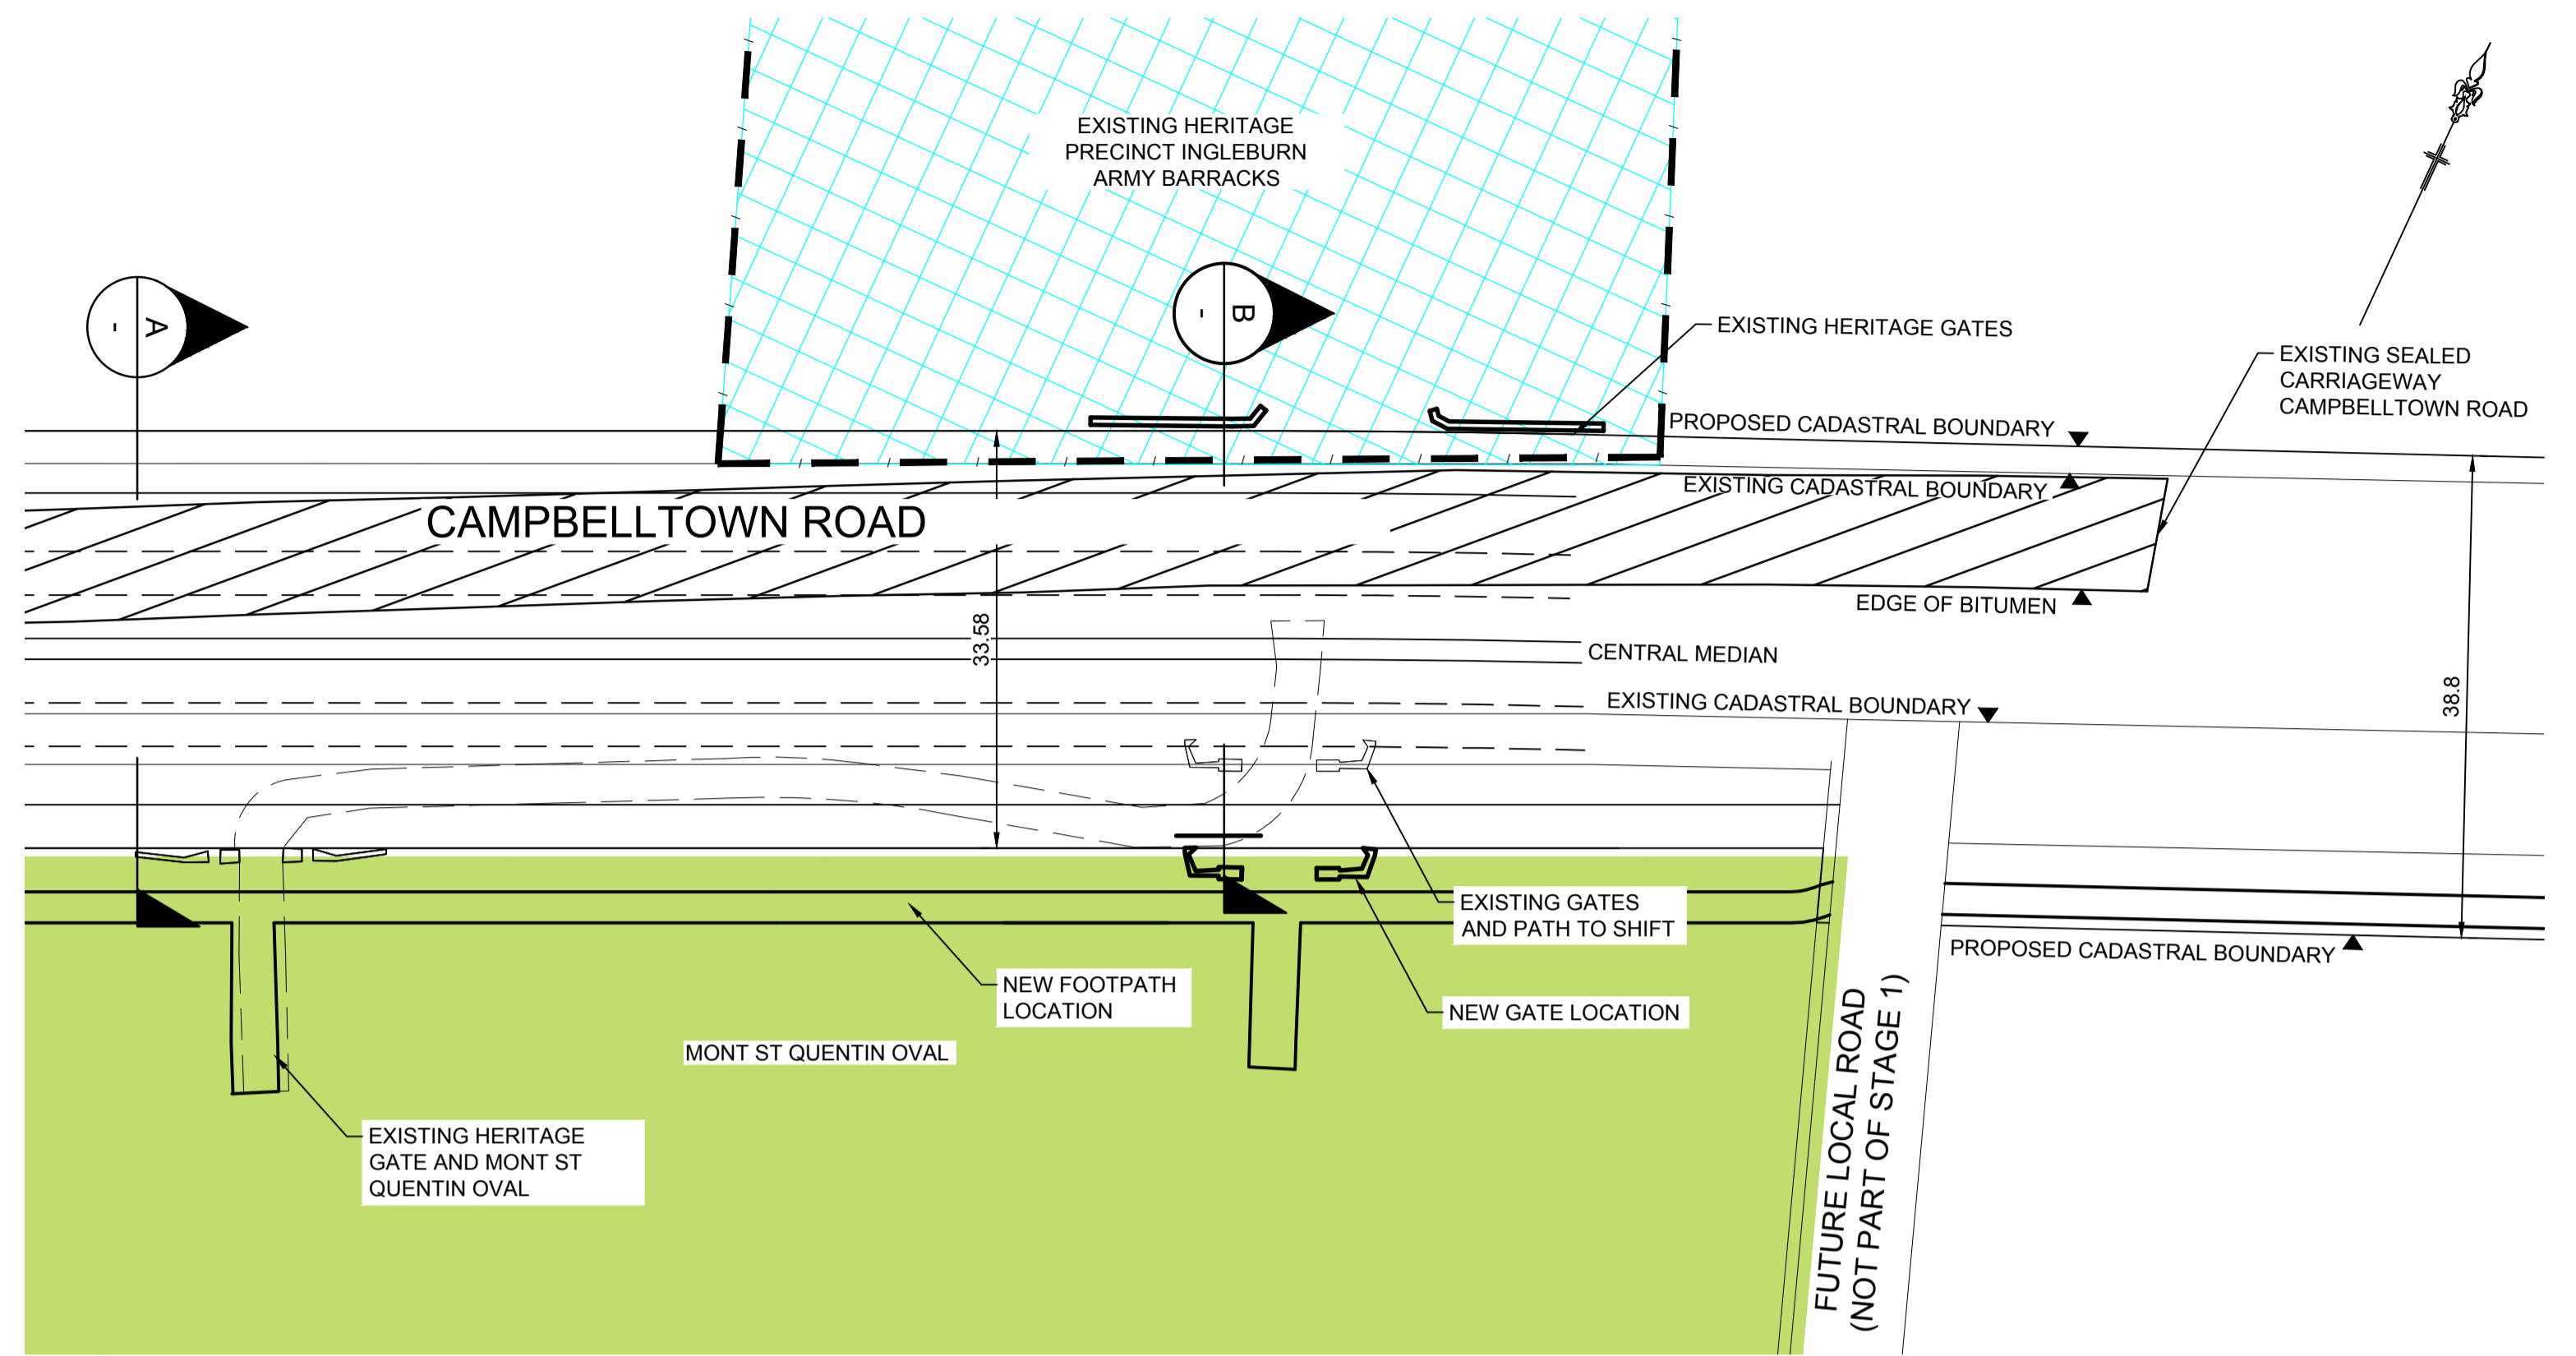 EXISTING HERITAGE
PRECINCT INGLEBURN
ARMY BARRACKS
A
-
B
-
EXISTING HERITAGE GATES
EXISTING SEALED
CARRIAGEWAY
CAMPBELLTOWN ROAD
PROPOSED CADASTRAL BOUNDARY
EXISTING CADASTRAL BOUNDARY
CAMPBELLTOWN ROAD
EDGE OF BITUMEN
33.58
CENTRAL MEDIAN
EXISTING CADASTRAL BOUNDARY
38.8
EXISTING GATES
AND PATH TO SHIFT
PROPOSED CADASTRAL BOUNDARY
NEW FOOTPATH
LOCATION
NEW GATE LOCATION
MONT ST QUENTIN OVAL
EXISTING HERITAGE
GATE AND MONT ST
QUENTIN OVAL
FUTURE LOCAL ROAD
(NOT PART OF STAGE 1)